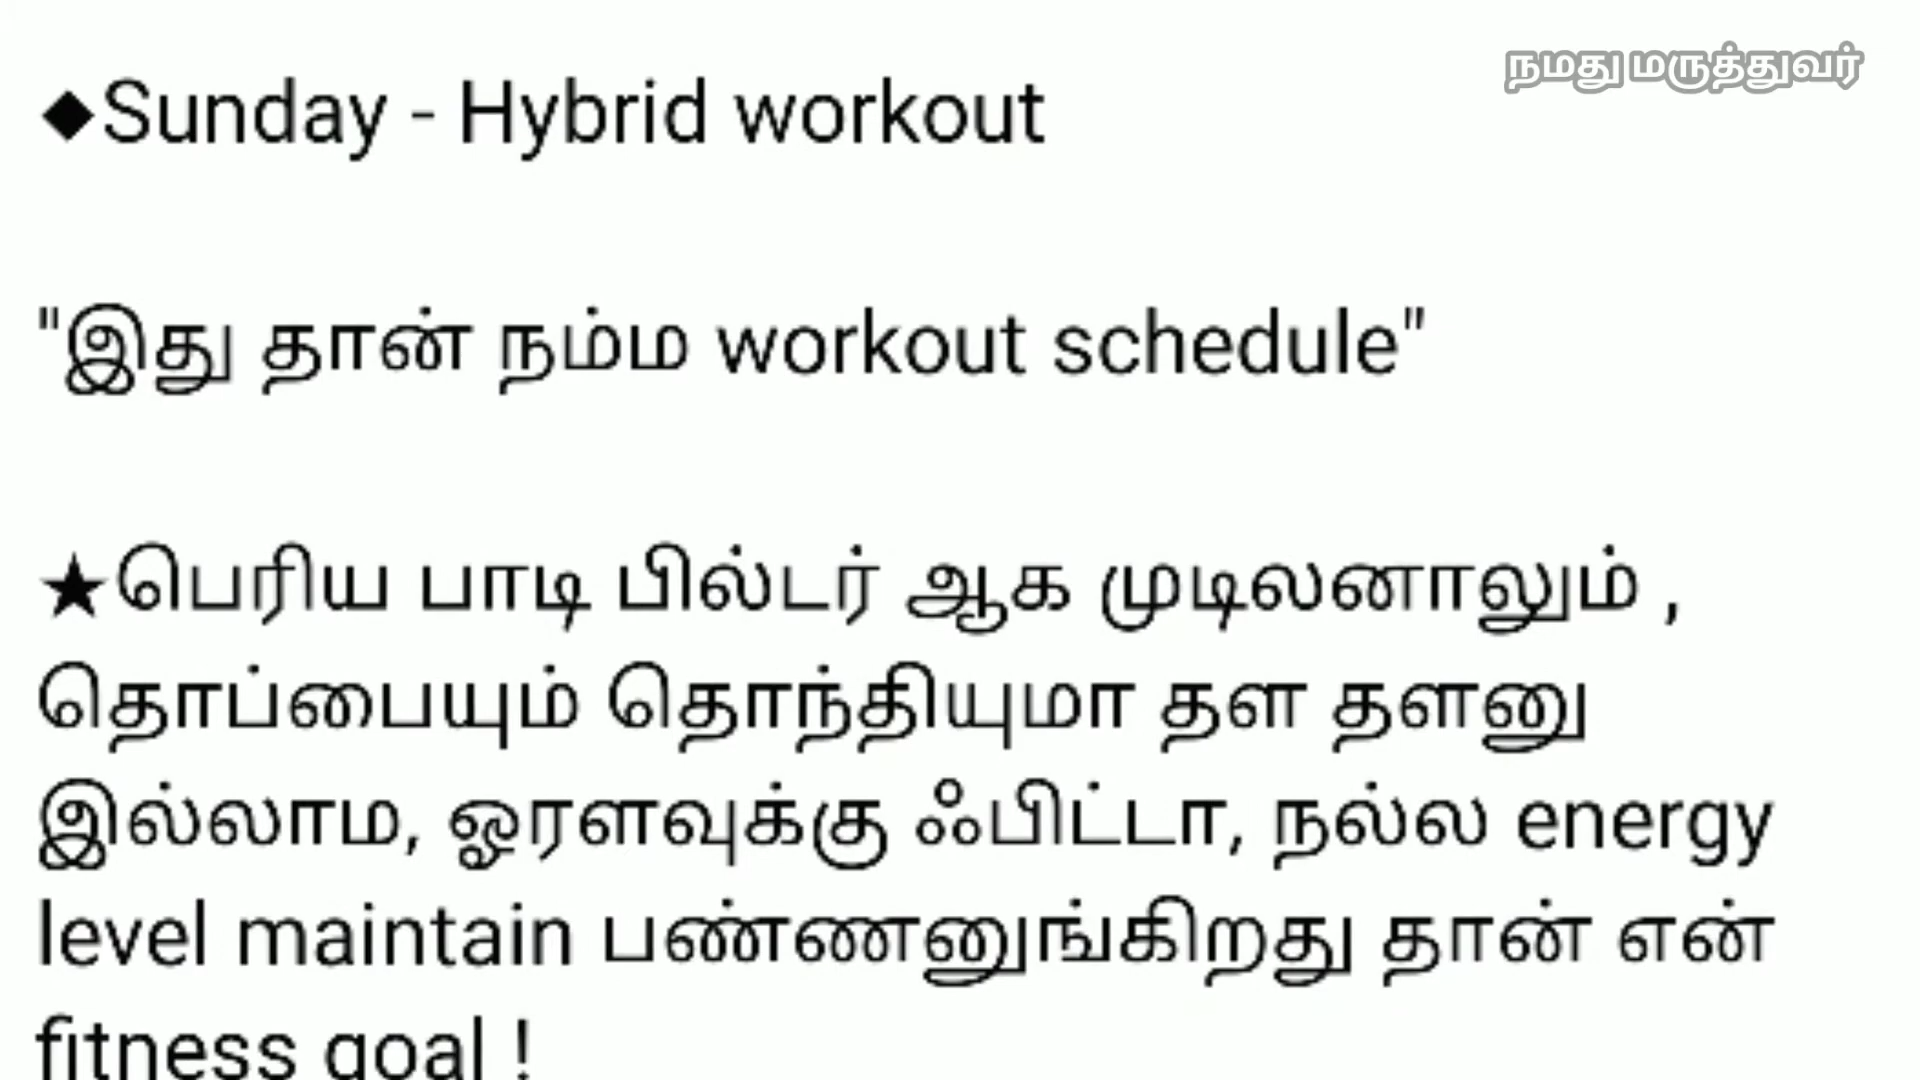 நமது மருத்துவர்
◆Sunday - Hybrid workout
"இது தான் நம்ம workout schedule"
★பெரிய பாடி பில்டர் ஆக முடிலனாலும் ,
தொப்பையும் தொந்தியுமா தள தளனு
இல்லாம, ஓரளவுக்கு ஃபிட்டா, நல்ல energy
level maintain பண்ணனுங்கிறது தான் என்
fitness goal !